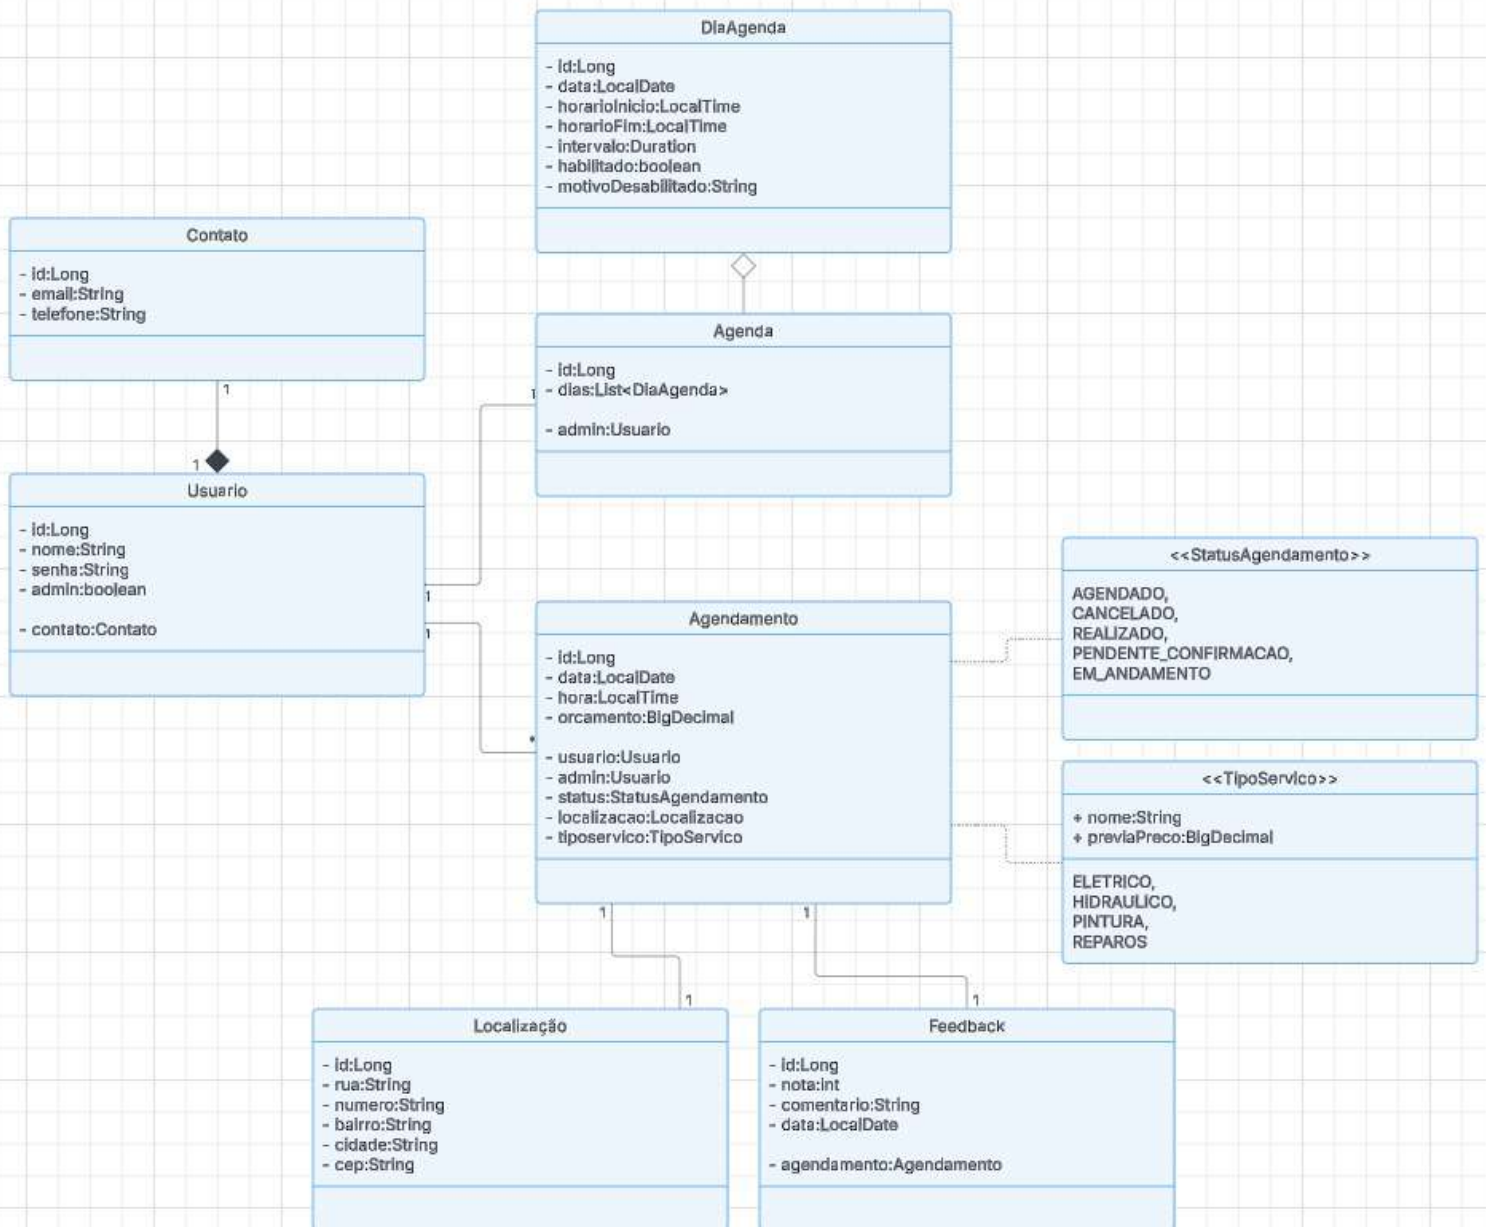 DiaAgenda
- id:Long
- data:LocalDate
- horarioInicio:LocalTime
- horarioFim:LocalTime
- intervalo:Duration
- habilitado:boolean
- motivoDesabilitado:String
Contato
- id:Long
- email:String
- telefone:String
1
1
Usuario
- id:Long
- nome:String
- senha:String
- admin:boolean
- contato:Contato
1
1
Agenda
- id:Long
- dias:List<DiaAgenda>
- admin:Usuario
1
Agendamento
- id:Long
- data:LocalDate
- hora:LocalTime
- orcamento:BigDecimal
- usuario:Usuario
- admin:Usuario
- status:StatusAgendamento
- localizacao:Localizacao
- tiposervico:TipoServico
*
1
1
<<StatusAgendamento>>
AGENDADO,
CANCELADO,
REALIZADO,
PENDENTE_CONFIRMACAO,
EM_ANDAMENTO
<<TipoServico>>
+ nome:String
+ previaPreco:BigDecimal
ELETRICO,
HIDRAULICO,
PINTURA,
REPAROS
1
1
Localização
- id:Long
- rua:String
- numero:String
- bairro:String
- cidade:String
- cep:String
Feedback
- id:Long
- nota:int
- comentario:String
- data:LocalDate
- agendamento:Agendamento